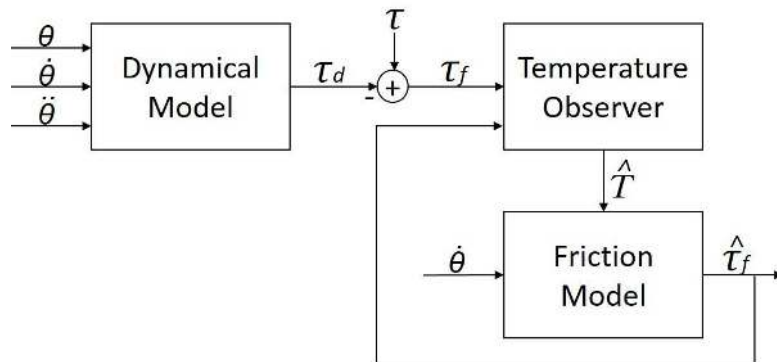 θ
θ̇
θ̈
Dynamical
Model
τ_d
-
τ
+
τ_f
Temperature
Observer
T̂
θ̇
Friction
Model
τ̂_f